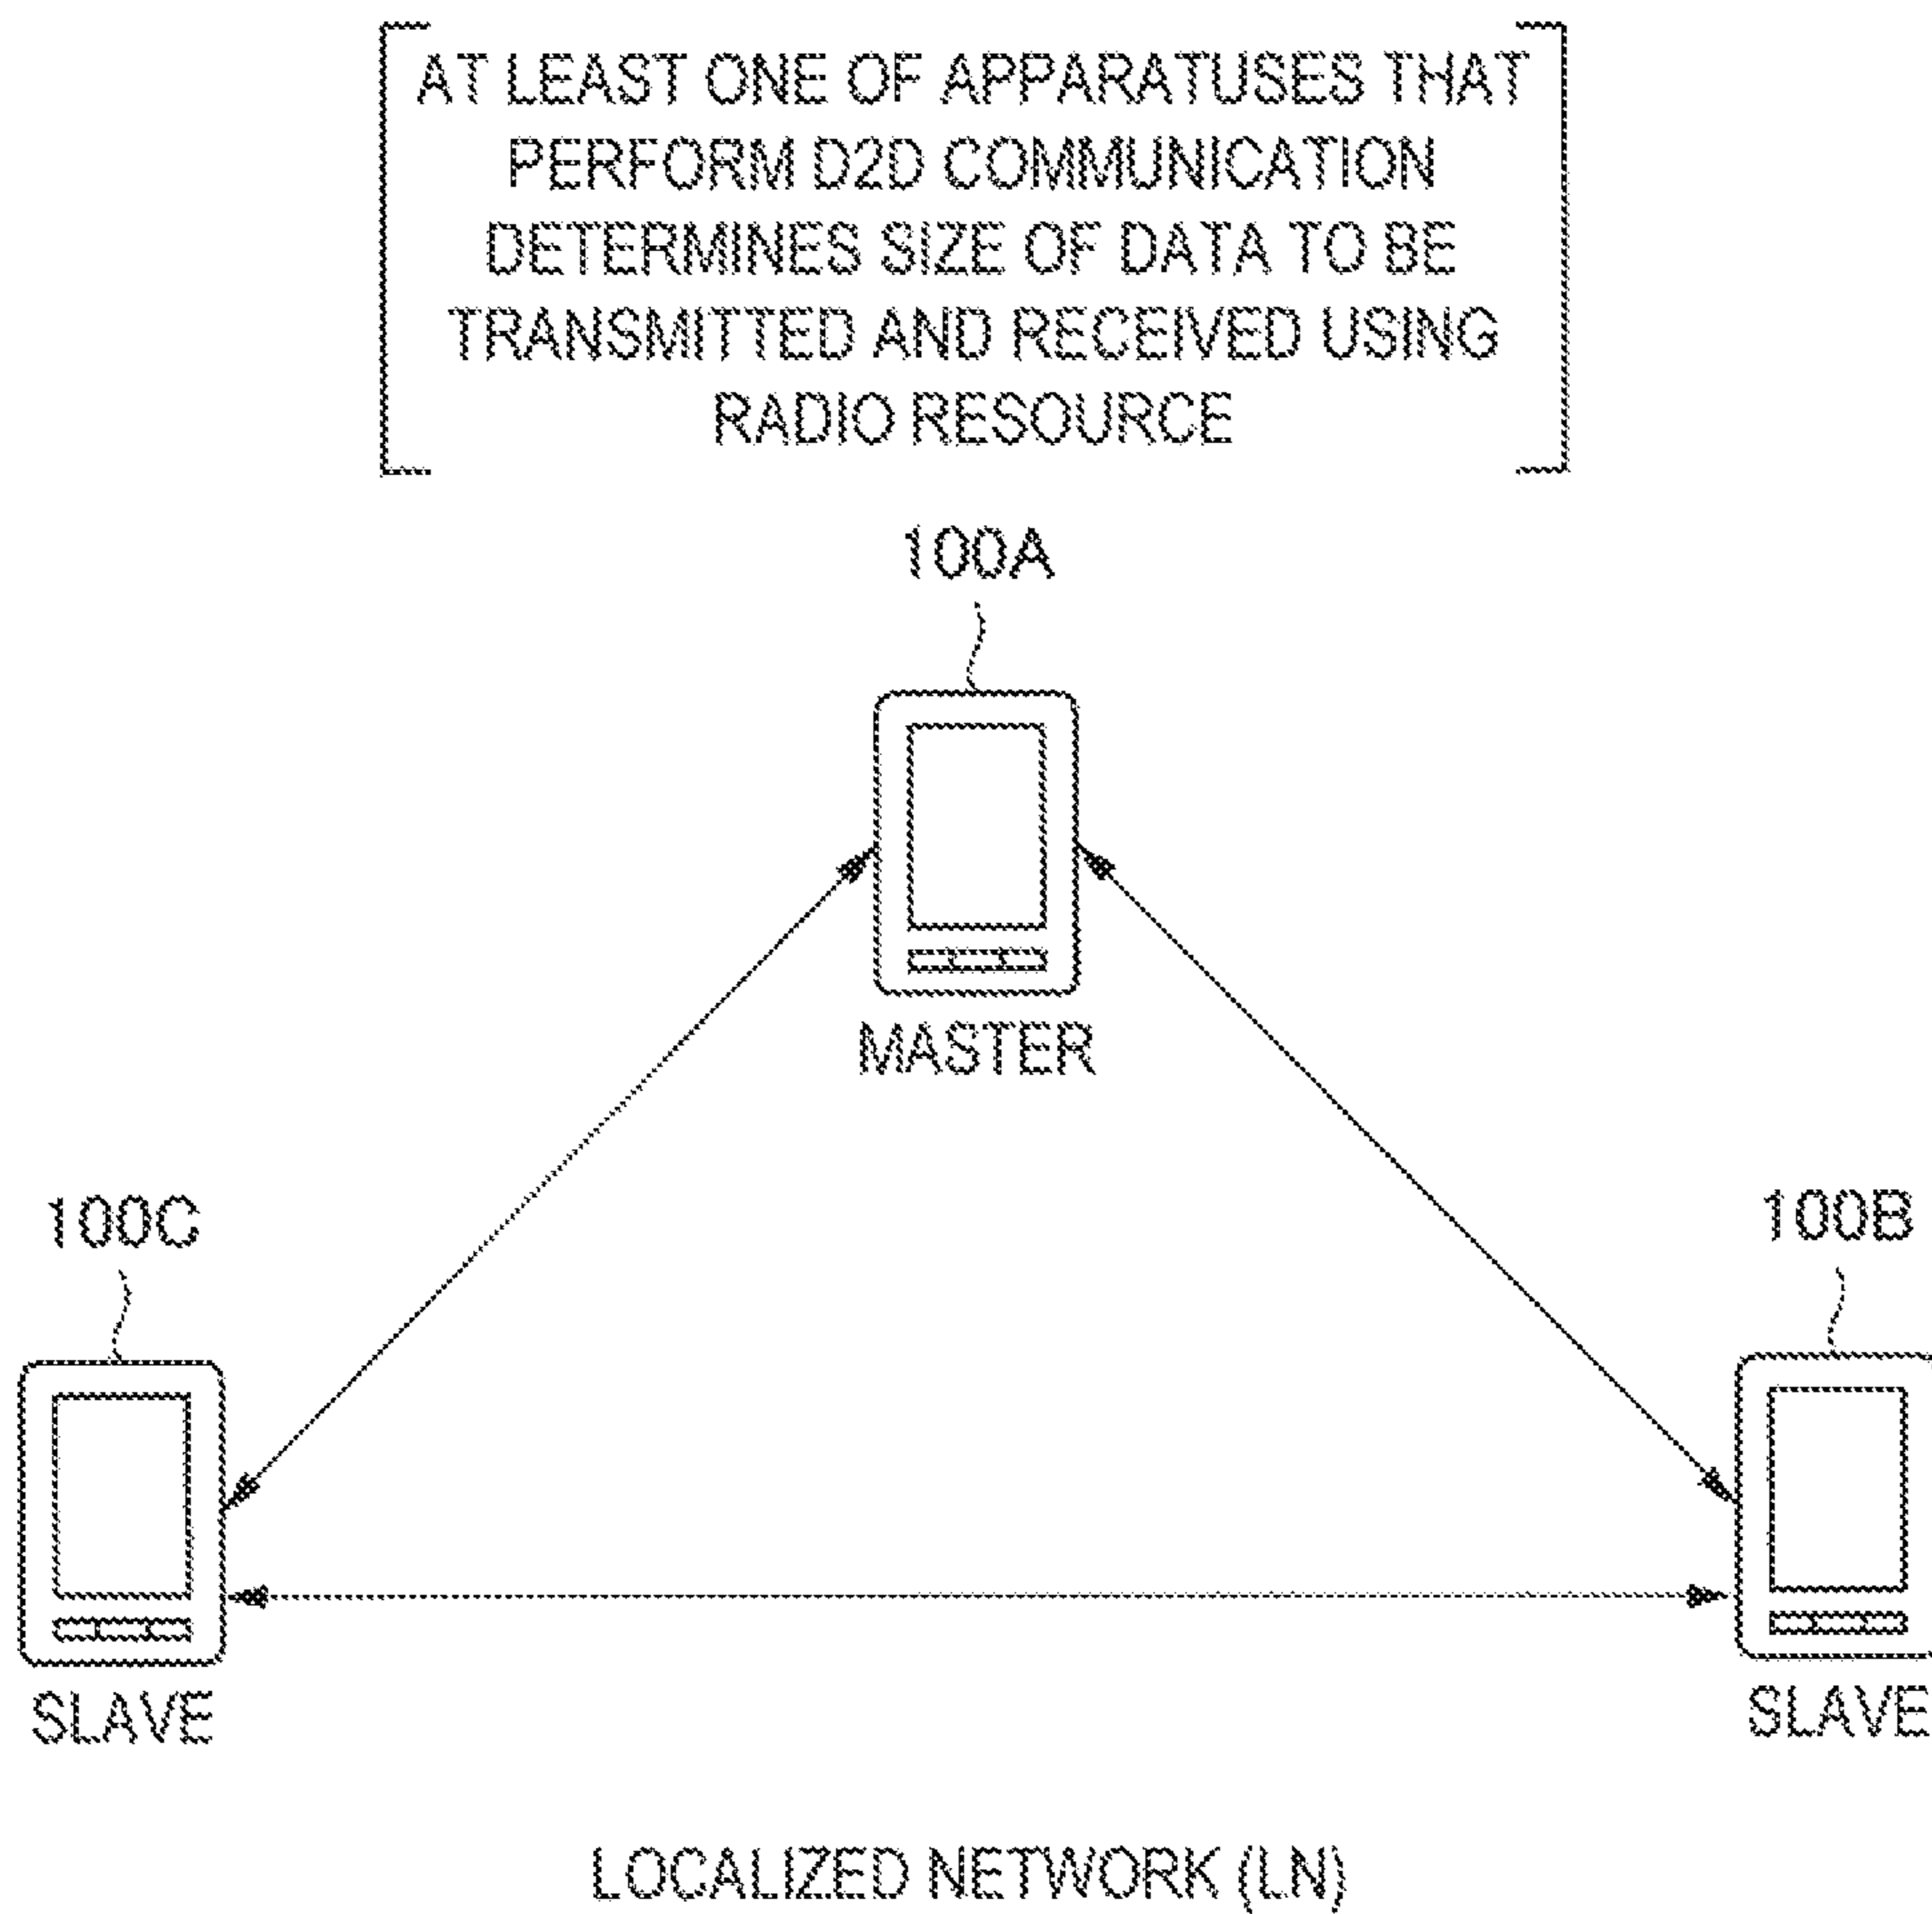 AT LEAST ONE OF APPARATUSES THAT
PERFORM D2D COMMUNICATION
DETERMINES SIZE OF DATA TO BE
TRANSMITTED AND RECEIVED USING
RADIO RESOURCE
100A
MASTER
100C
100B
SLAVE
SLAVE
LOCALIZED NETWORK (LN)